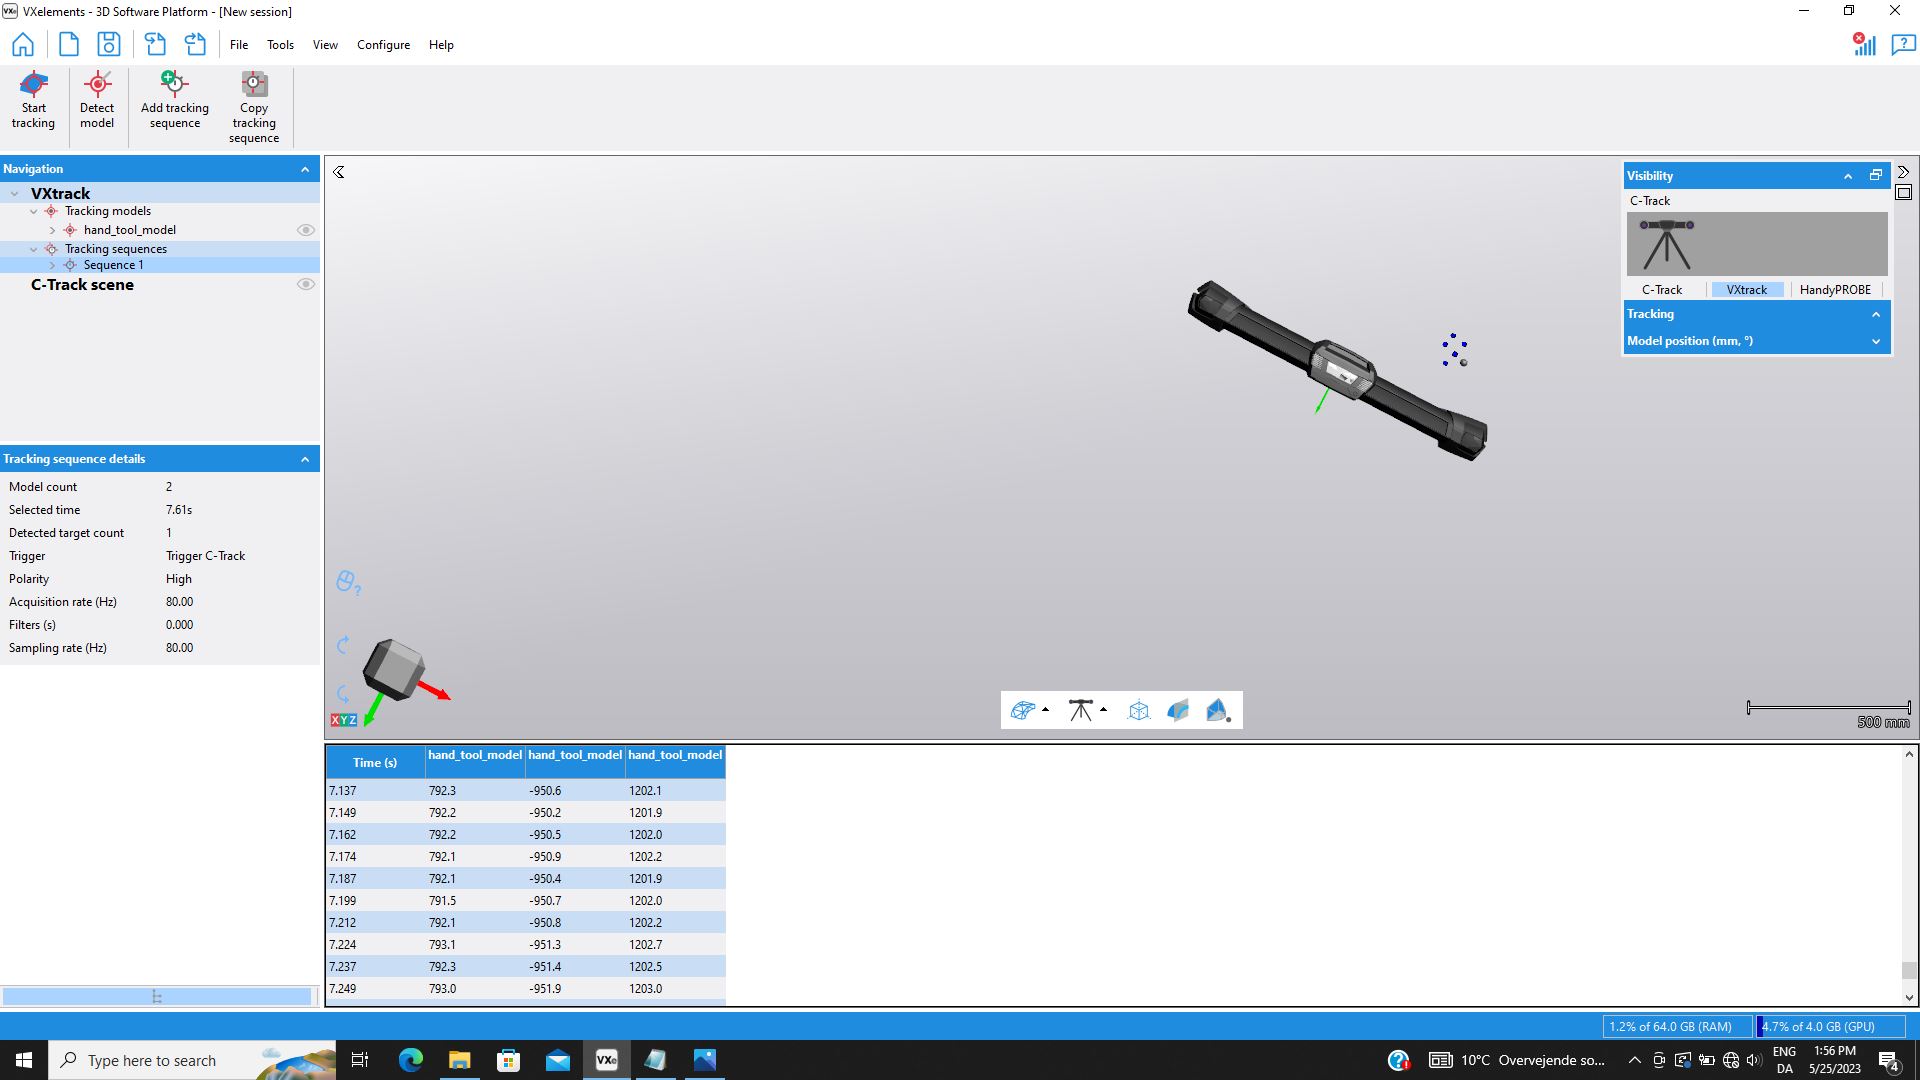 VXe VXelements - 3D Software Platform - [New session]
File Tools View Configure Help
Start tracking
Detect model
Add tracking sequence
Copy tracking sequence
Navigation
VXtrack
Tracking models
hand_tool_model
Tracking sequences
Sequence 1
C-Track scene
Tracking sequence details
Model count 2
Selected time 7.61s
Detected target count 1
Trigger Trigger C-Track
Polarity High
Acquisition rate (Hz) 80.00
Filters (s) 0.000
Sampling rate (Hz) 80.00
Visibility
C-Track
C-Track VXtrack HandyPROBE
Tracking
Model position (mm, °)
XYZ
500 mm
Time (s) hand_tool_model hand_tool_model hand_tool_model
7.137 792.3 -950.6 1202.1
7.149 792.2 -950.2 1201.9
7.162 792.2 -950.5 1202.0
7.174 792.1 -950.9 1202.2
7.187 792.1 -950.4 1201.9
7.199 791.5 -950.7 1202.0
7.212 792.1 -950.8 1202.2
7.224 793.1 -951.3 1202.7
7.237 792.3 -951.4 1202.5
7.249 793.0 -951.9 1203.0
1.2% of 64.0 GB (RAM) 4.7% of 4.0 GB (GPU)
Type here to search
VXe
10°C Overvejende so...
ENG
DA
1:56 PM
5/25/2023
4